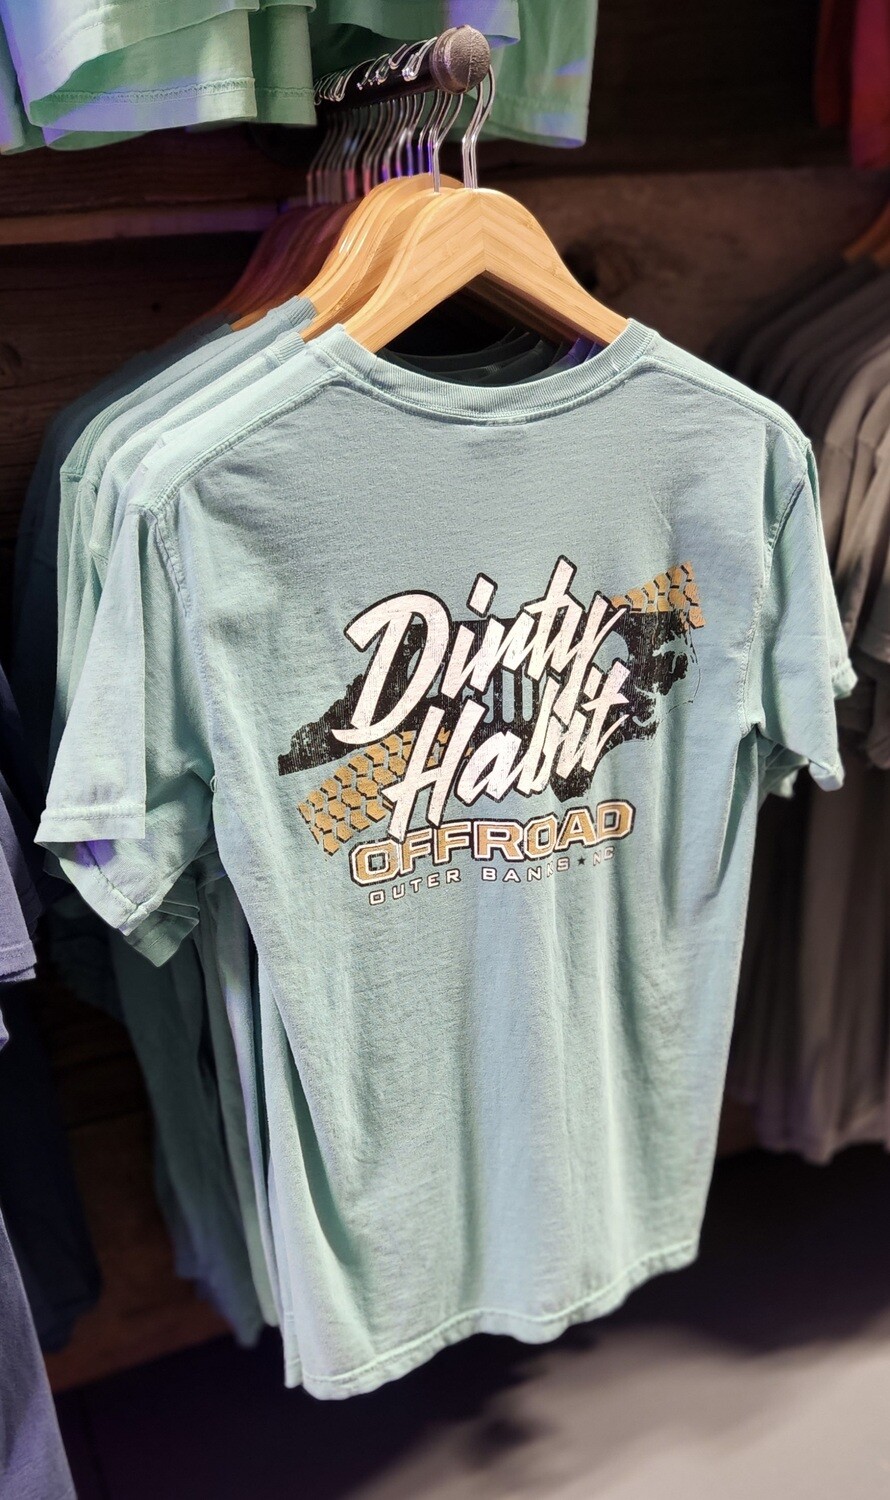 Dirty
Habit
OFFROAD
OUTER BANKS ★ NC